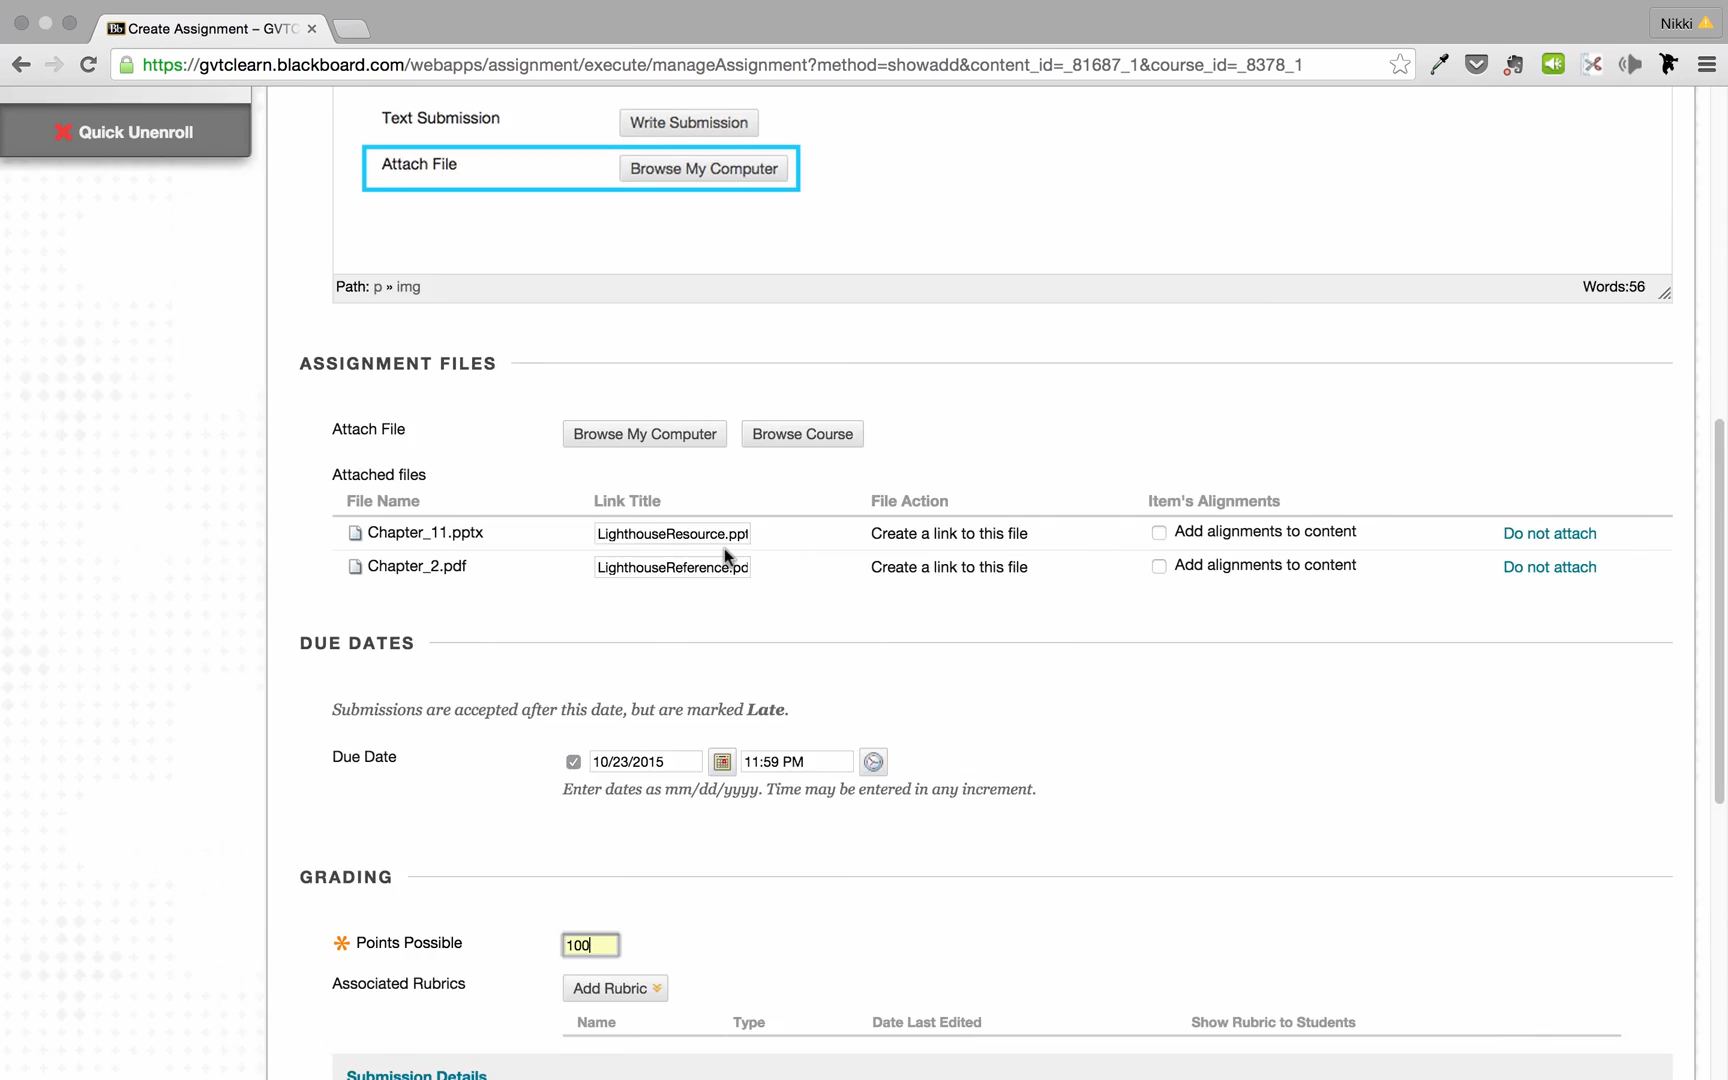 Create Assignment – GVTC
Nikki
https://gvtclearn.blackboard.com/webapps/assignment/execute/manageAssignment?method=showadd&content_id=_81687_1&course_id=_8378_1
Quick Unenroll
Text Submission Write Submission
Attach File Browse My Computer
Path: p » img Words:56
ASSIGNMENT FILES
Attach File Browse My Computer Browse Course
Attached files
File Name Link Title File Action Item's Alignments
Chapter_11.pptx LighthouseResource.ppt Create a link to this file Add alignments to content Do not attach
Chapter_2.pdf LighthouseReference.pd Create a link to this file Add alignments to content Do not attach
DUE DATES
Submissions are accepted after this date, but are marked Late.
Due Date 10/23/2015 11:59 PM
Enter dates as mm/dd/yyyy. Time may be entered in any increment.
GRADING
Points Possible 100
Associated Rubrics Add Rubric
Name Type Date Last Edited Show Rubric to Students
Submission Details